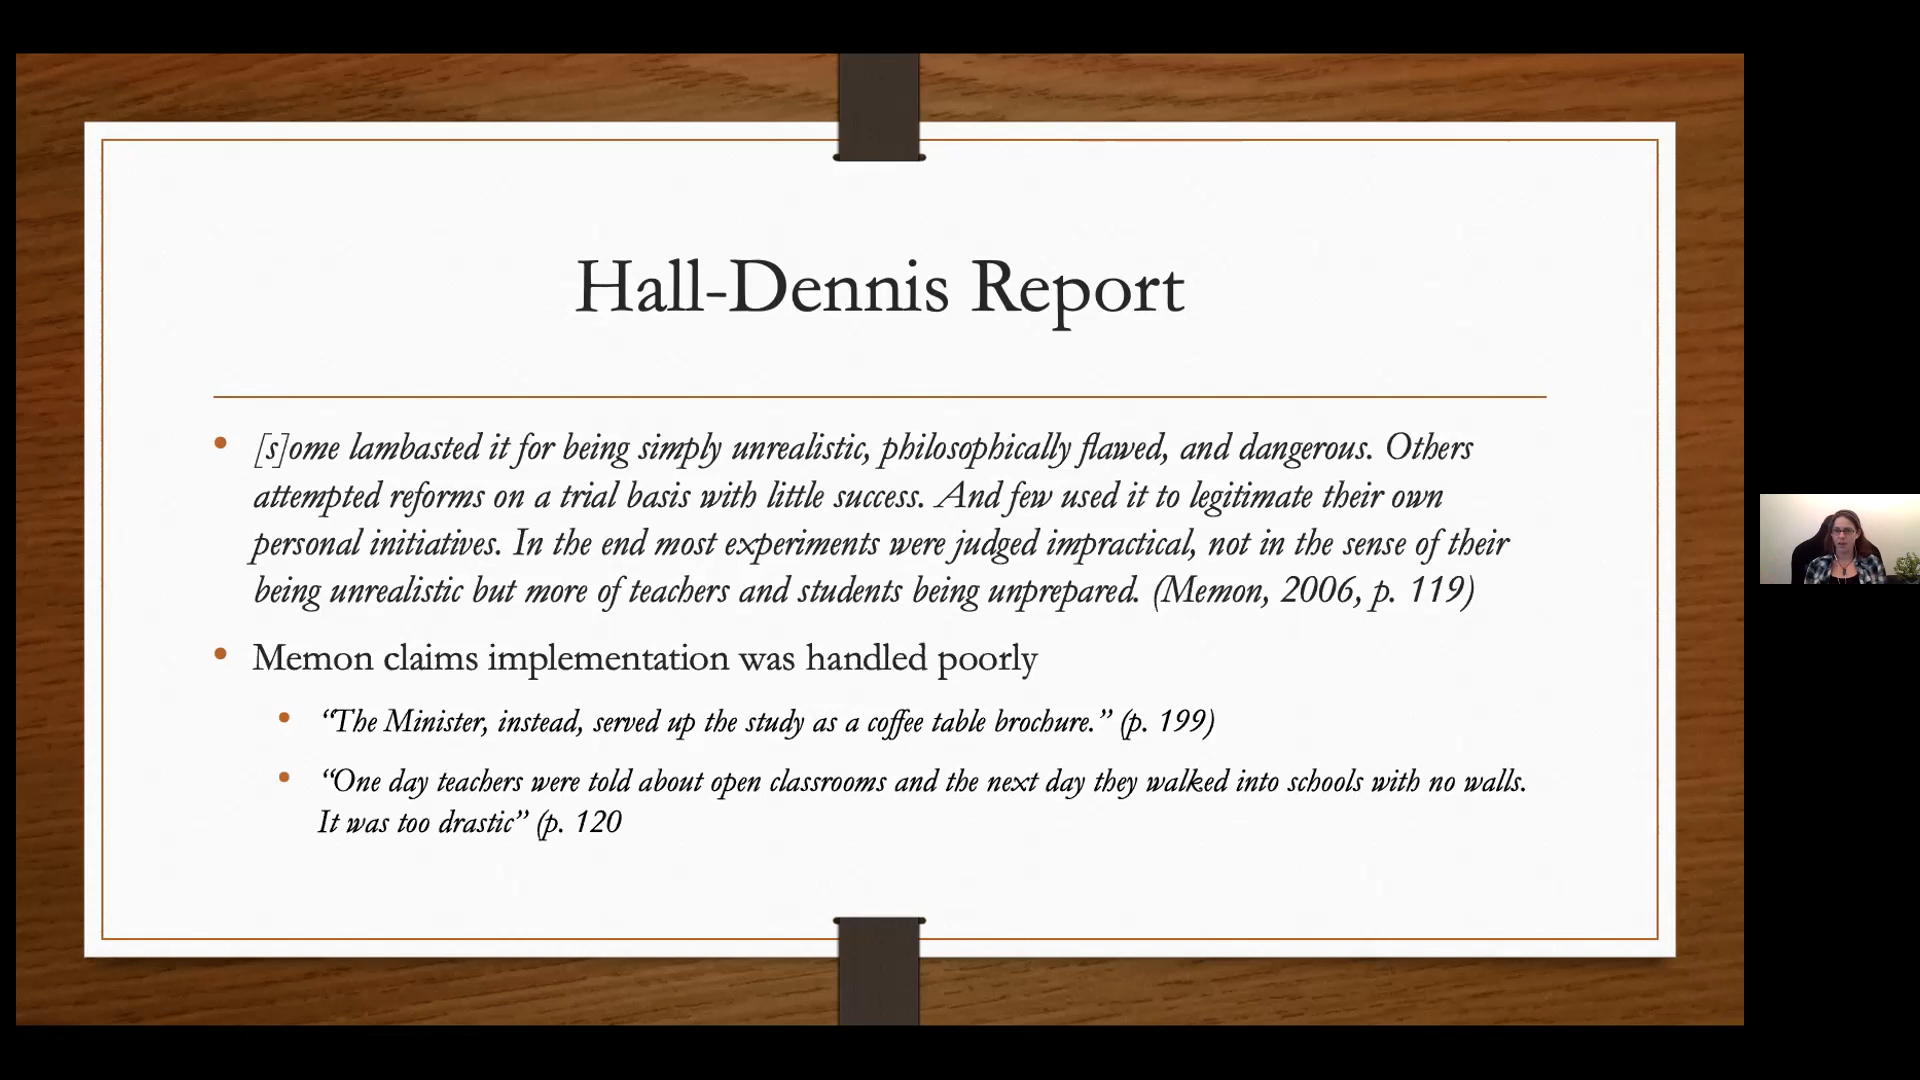 Hall-Dennis Report
[s]ome lambasted it for being simply unrealistic, philosophically flawed, and dangerous. Others
attempted reforms on a trial basis with little success. And few used it to legitimate their own
personal initiatives. In the end most experiments were judged impractical, not in the sense of their
being unrealistic but more of teachers and students being unprepared. (Memon, 2006, p. 119)
Memon claims implementation was handled poorly
“The Minister, instead, served up the study as a coffee table brochure.” (p. 199)
“One day teachers were told about open classrooms and the next day they walked into schools with no walls.
It was too drastic” (p. 120